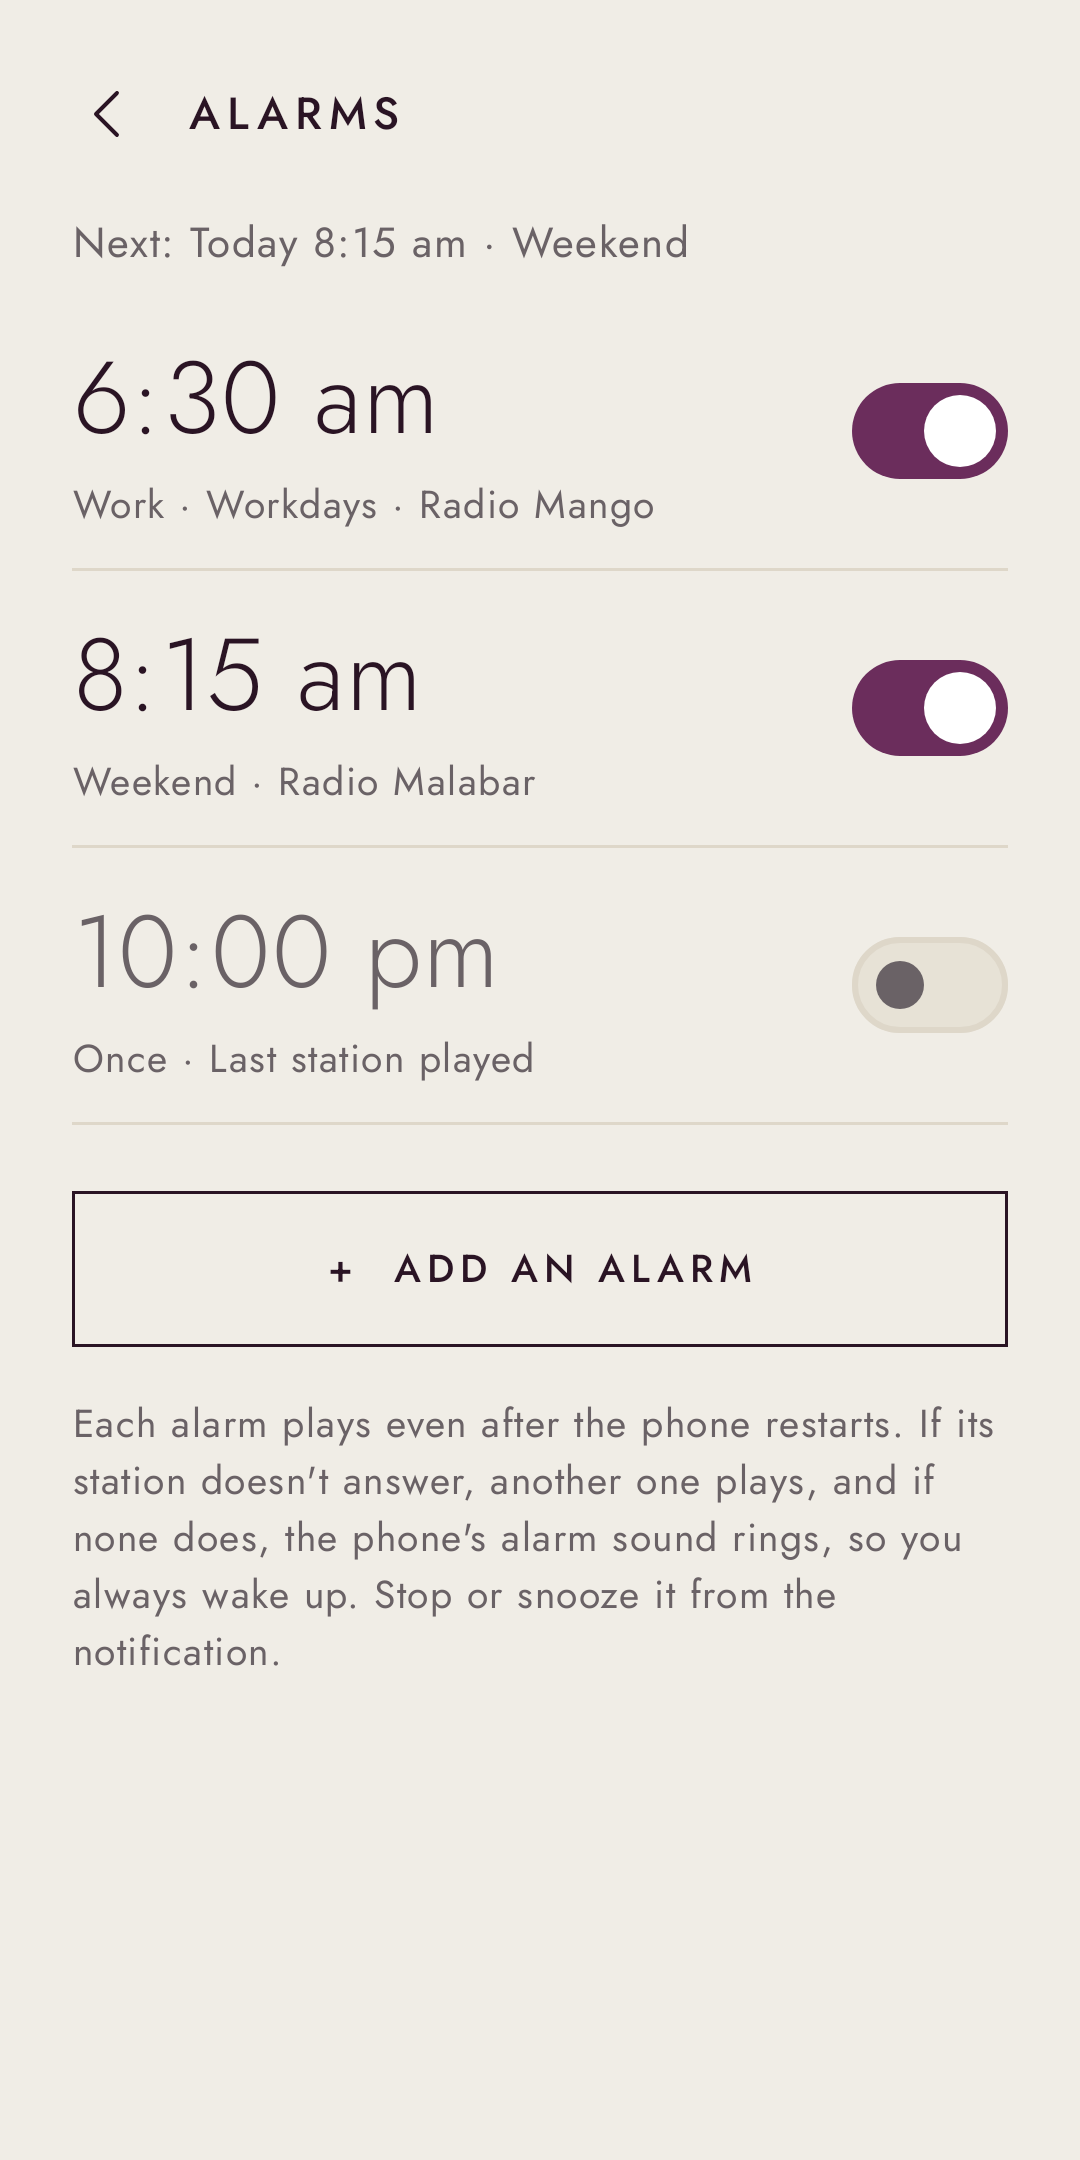 ALARMS
Next: Today 8:15 am · Weekend
6:30 am
Work · Workdays · Radio Mango
8:15 am
Weekend · Radio Malabar
10:00 pm
Once · Last station played
+ ADD AN ALARM
Each alarm plays even after the phone restarts. If its
station doesn't answer, another one plays, and if
none does, the phone's alarm sound rings, so you
always wake up. Stop or snooze it from the
notification.